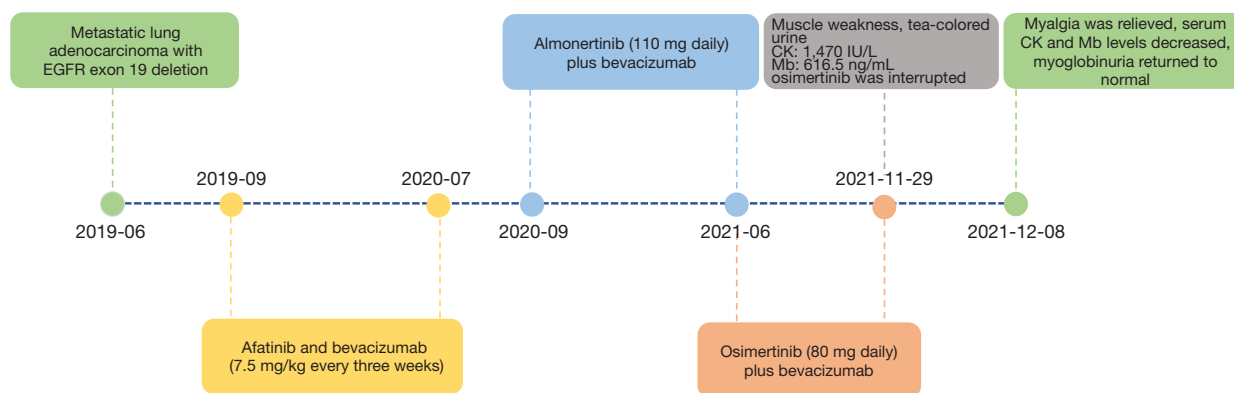 Metastatic lung
adenocarcinoma with
EGFR exon 19 deletion
Almonertinib (110 mg daily)
plus bevacizumab
Muscle weakness, tea-colored
urine
CK: 1,470 IU/L
Mb: 616.5 ng/mL
osimertinib was interrupted
Myalgia was relieved, serum
CK and Mb levels decreased,
myoglobinuria returned to
normal
2019-09
2020-07
2021-11-29
2019-06
2020-09
2021-06
2021-12-08
Afatinib and bevacizumab
(7.5 mg/kg every three weeks)
Osimertinib (80 mg daily)
plus bevacizumab